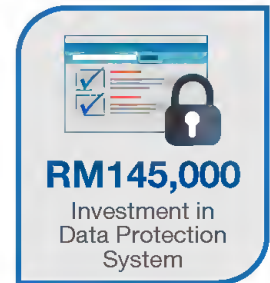 RM145,000
Investment in
Data Protection
System